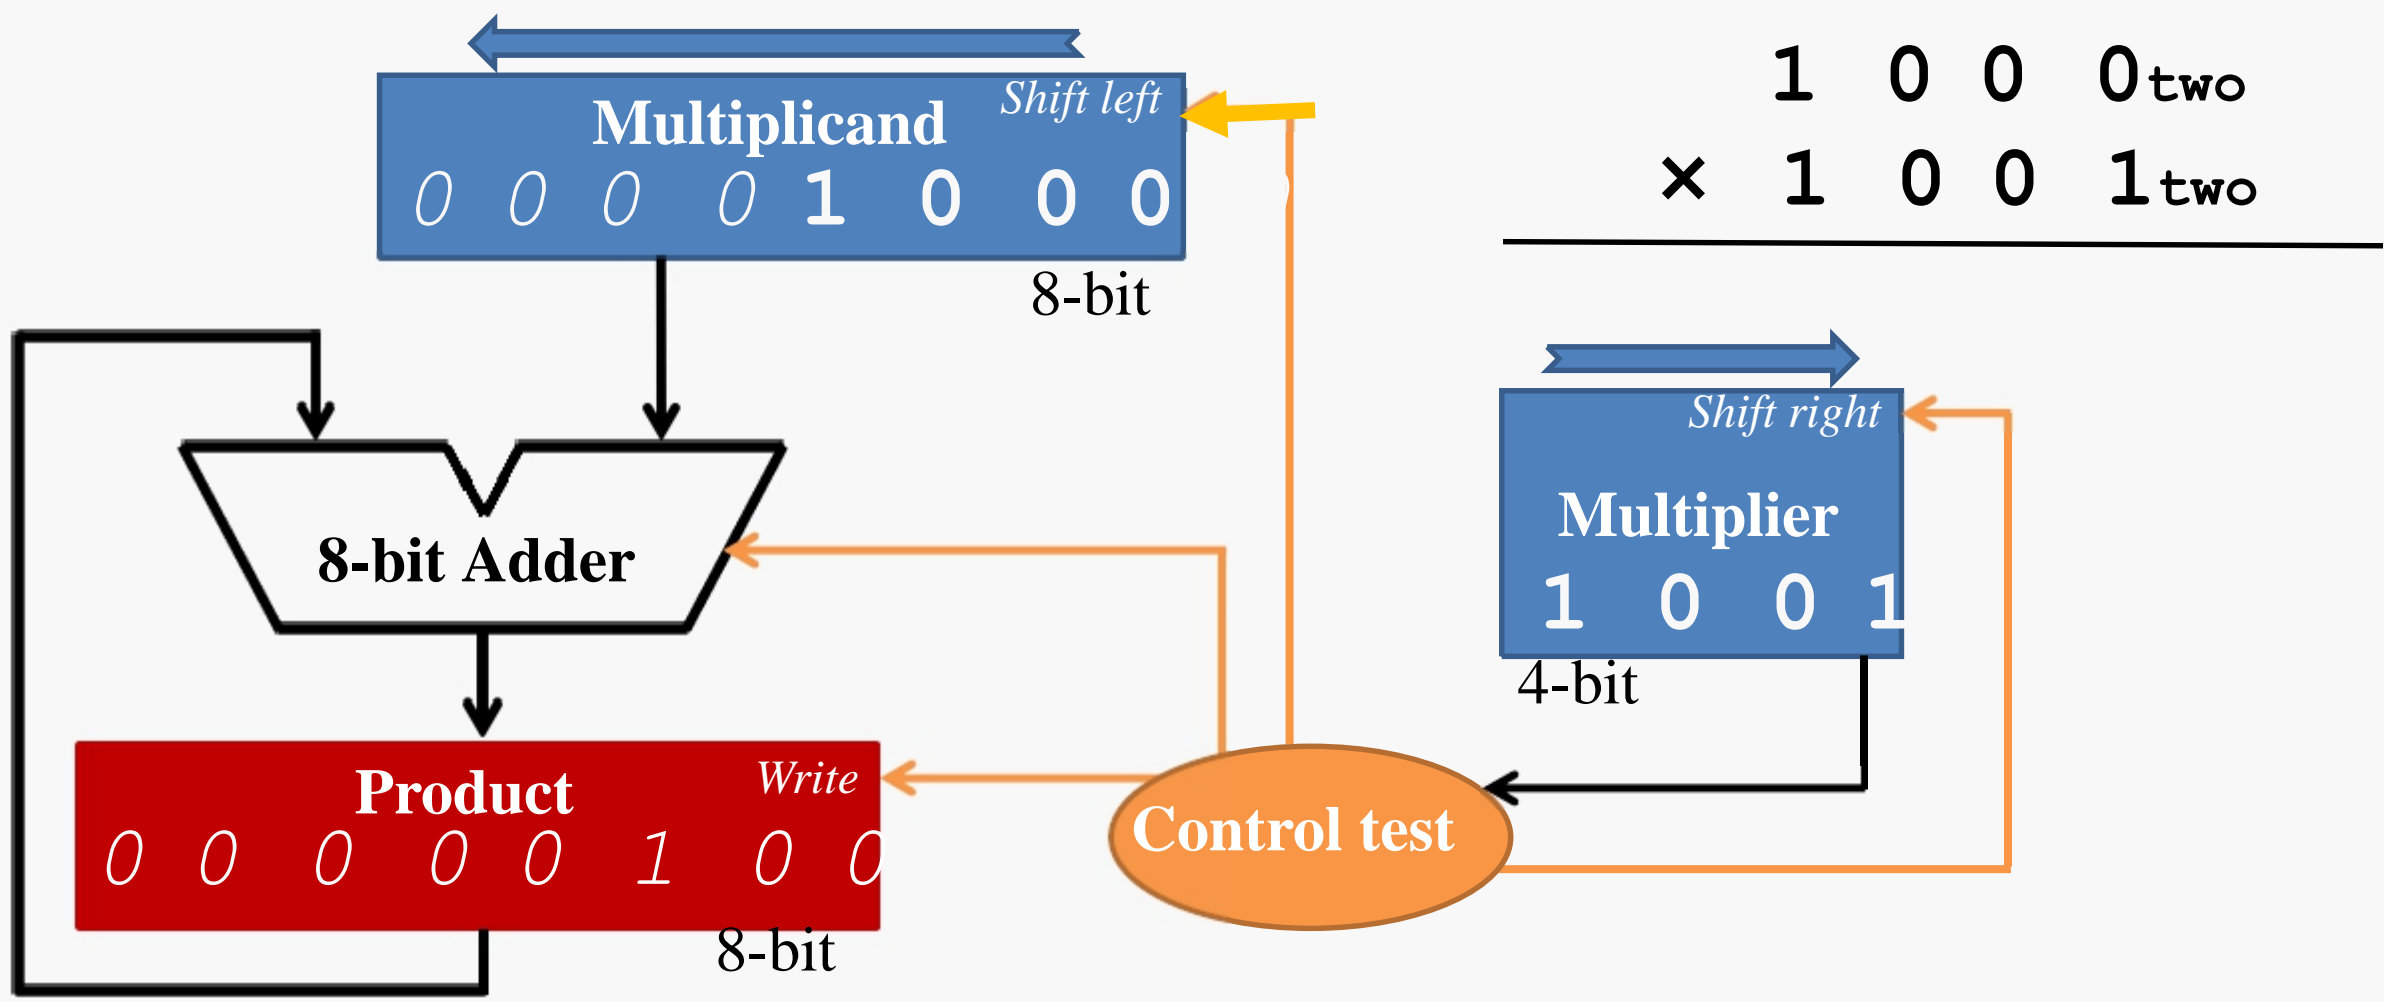 Shift left
Multiplicand
0 0 0 0 1 0 0 0
8-bit
1 0 0 0two
× 1 0 0 1two
Shift right
Multiplier
1 0 0 1
4-bit
8-bit Adder
Write
Product
0 0 0 0 0 1 0 0
8-bit
Control test